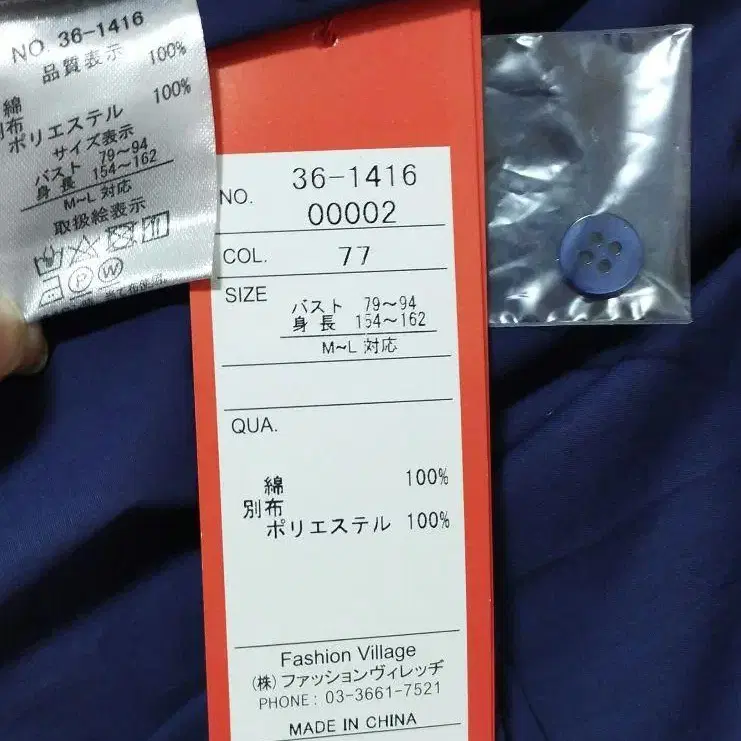 NO. 36-1416
品質表示
綿 100%
別布
ポリエステル 100%
サイズ表示
バスト 79～94
身長 154～162
M～L 対応
取扱絵表示
P W
NO. 36-1416
00002
COL. 77
SIZE
バスト 79～94
身長 154～162
M~L 対応
QUA.
綿 100%
別布
ポリエステル 100%
Fashion Village
(株)ファッションヴィレッヂ
PHONE: 03-3661-7521
MADE IN CHINA